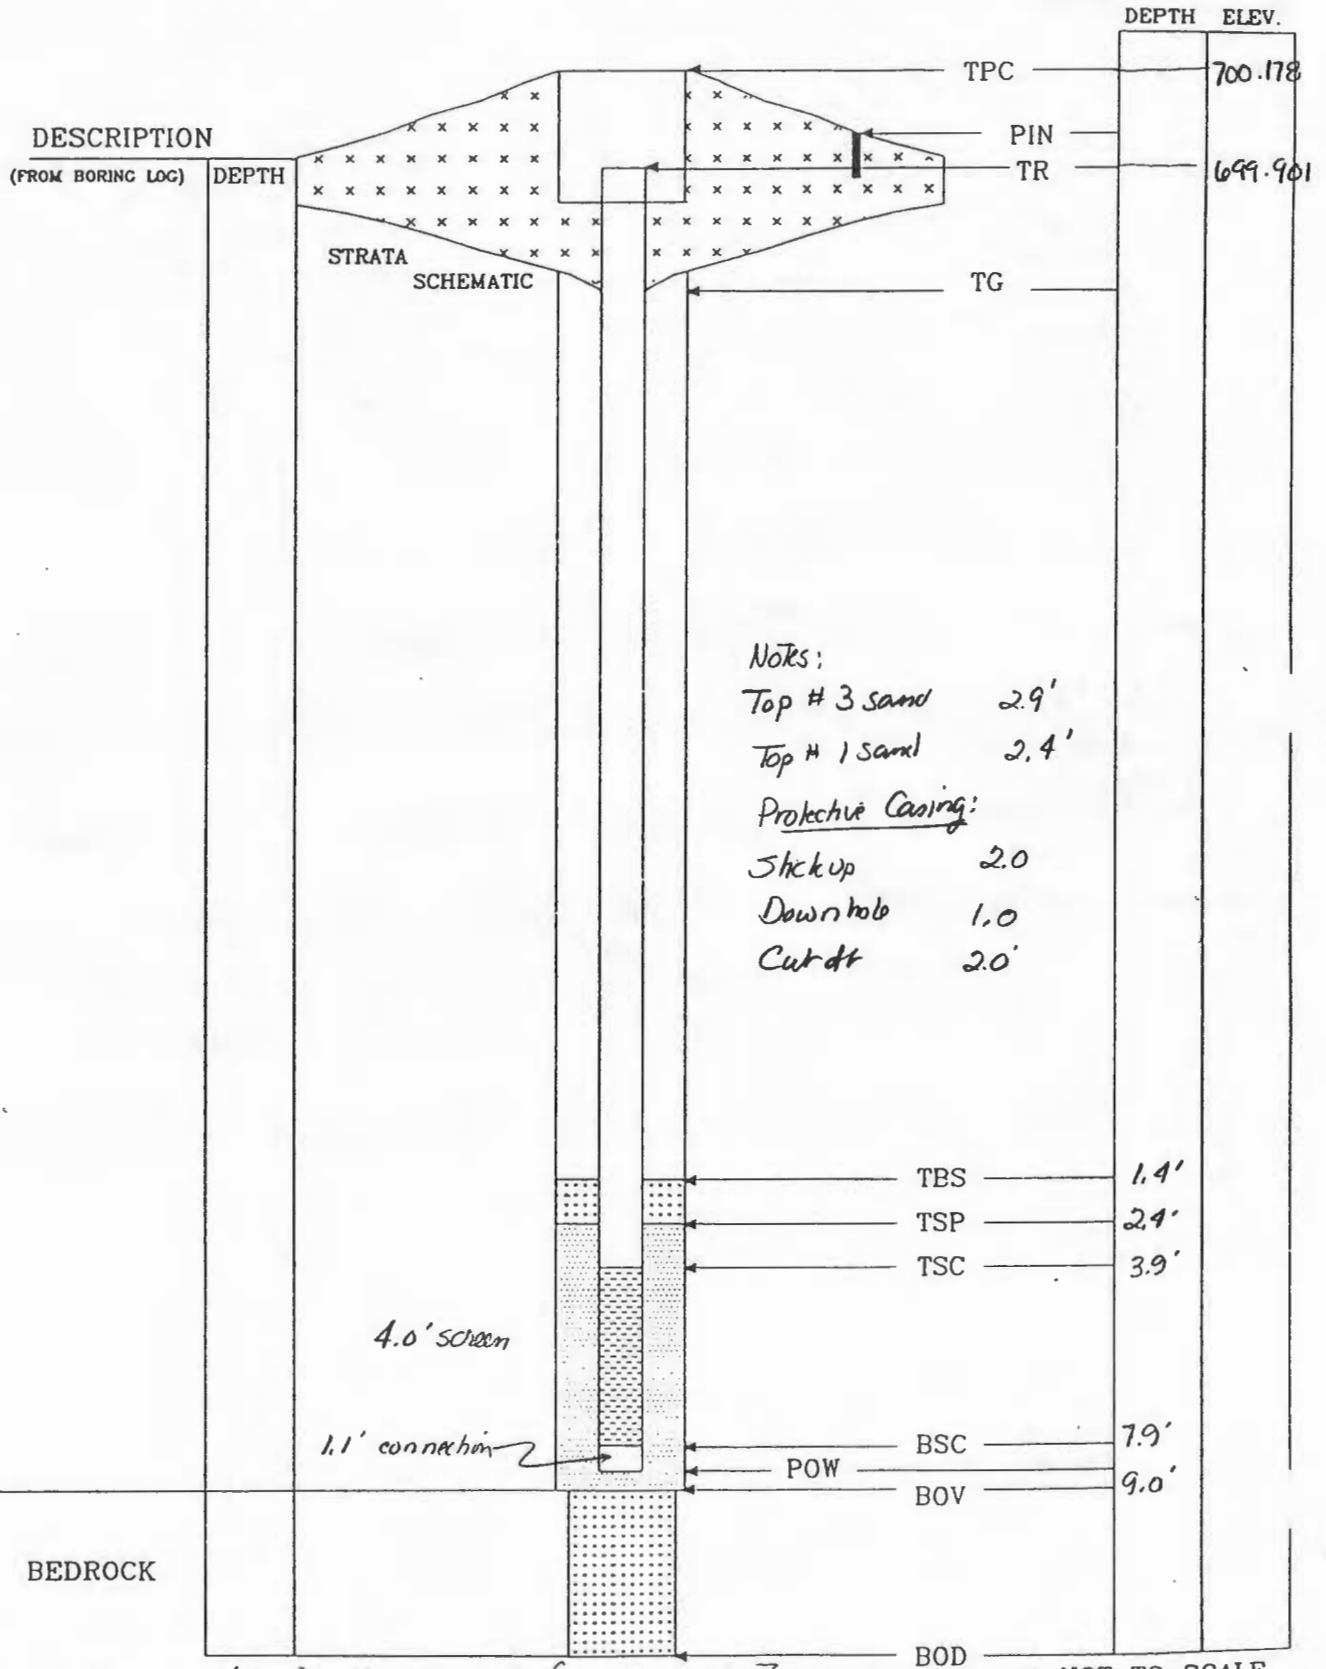 DEPTH ELEV.
TPC 700.178
DESCRIPTION
(FROM BORING LOG) DEPTH
PIN
TR 699.901
STRATA
SCHEMATIC
TG
Notes:
Top # 3 sand 2.9'
Top # 1 sand 2.4'
Protective Casing:
Stick up 2.0
Downhole 1.0
Cut off 2.0'
TBS 1.4'
TSP 2.4'
TSC 3.9'
4.0' screen
1.1' connection
BSC 7.9'
POW
BOV 9.0'
BEDROCK
BOD
NOT TO SCALE